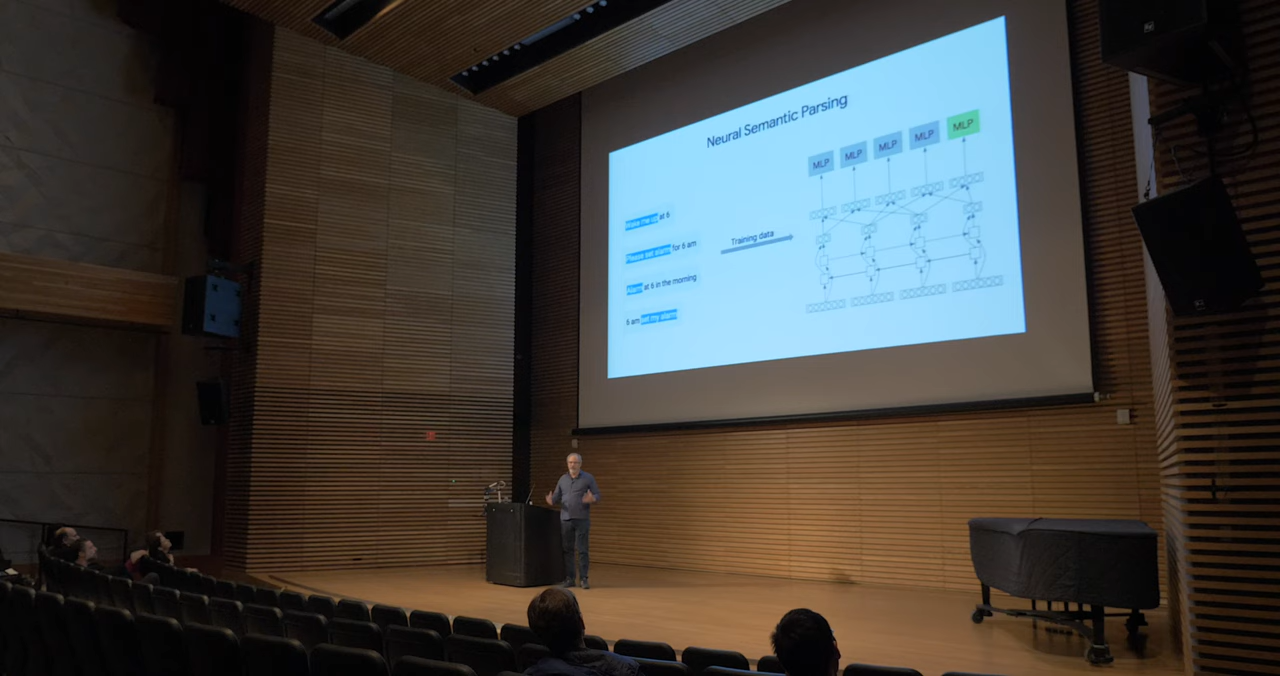 Neural Semantic Parsing
MLP MLP MLP MLP MLP
Wake me up at 6
Please set alarm for 6 am
Training data
Alarm at 6 in the morning
6 am set my alarm